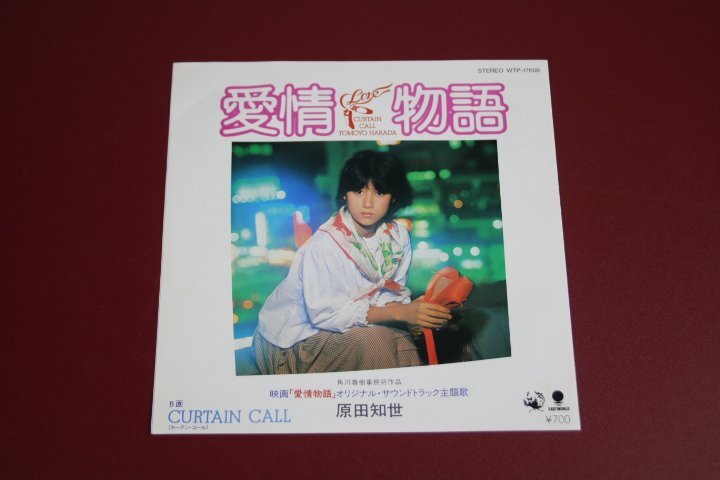 STEREO WTP-17608
愛情物語
Love
CURTAIN
CALL
TOMOYO HARADA
角川春樹事務所作品
映画「愛情物語」オリジナル・サウンドトラック主題歌
原田知世
B面
CURTAIN CALL
(カーテン・コール)
EASTWORLD
¥700